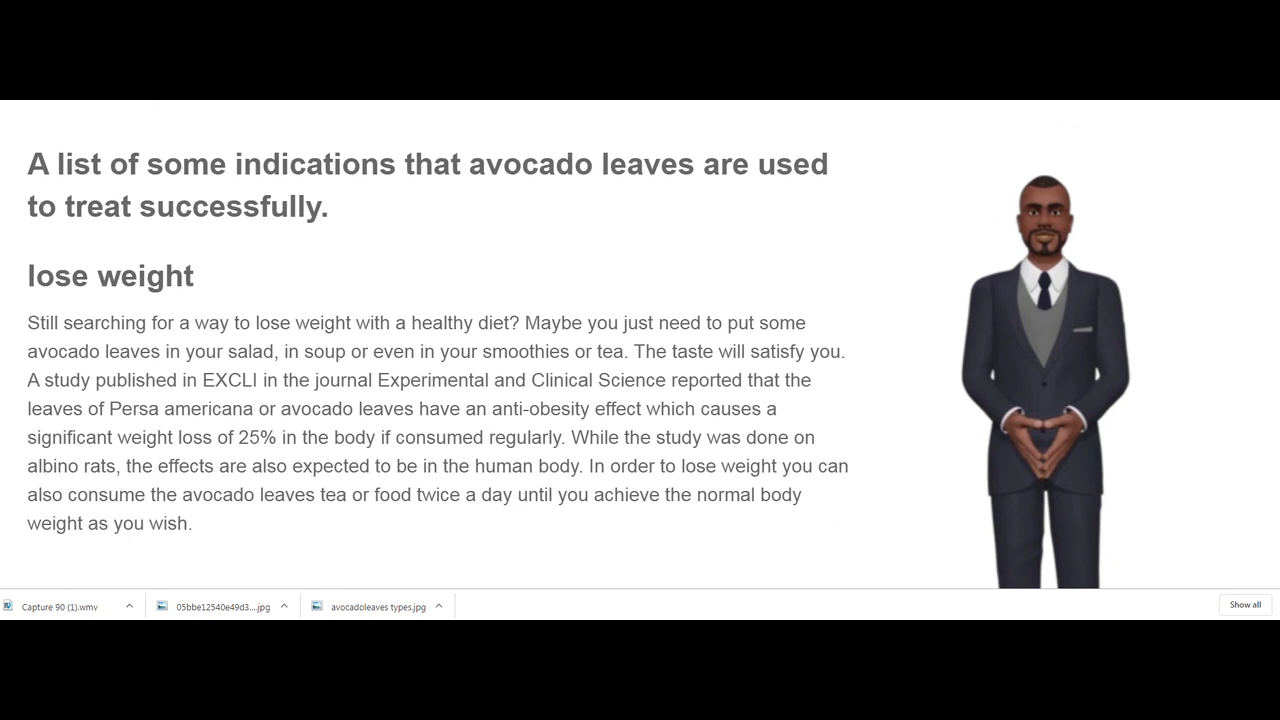 A list of some indications that avocado leaves are used
to treat successfully.
lose weight
Still searching for a way to lose weight with a healthy diet? Maybe you just need to put some
avocado leaves in your salad, in soup or even in your smoothies or tea. The taste will satisfy you.
A study published in EXCLI in the journal Experimental and Clinical Science reported that the
leaves of Persa americana or avocado leaves have an anti-obesity effect which causes a
significant weight loss of 25% in the body if consumed regularly. While the study was done on
albino rats, the effects are also expected to be in the human body. In order to lose weight you can
also consume the avocado leaves tea or food twice a day until you achieve the normal body
weight as you wish.
Capture 90 (1).wmv
05bbe12540e49d3....jpg
avocadoleaves types.jpg
Show all